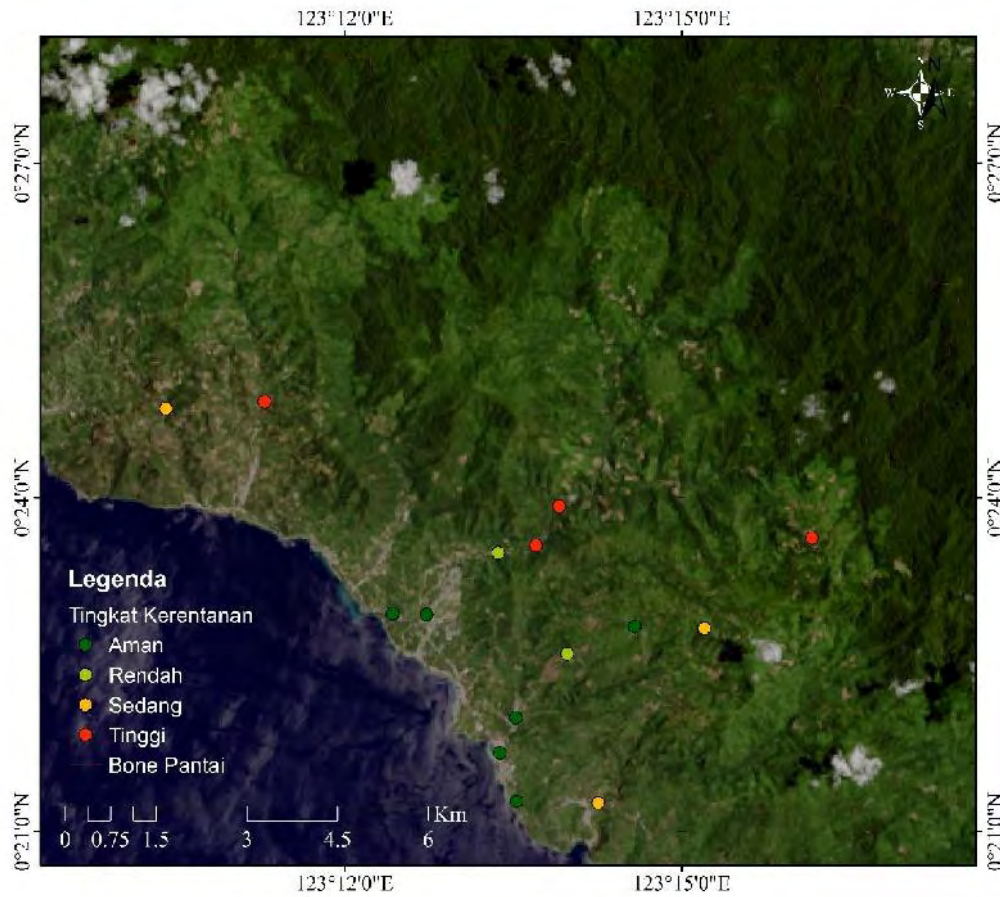 123°12'0"E 123°15'0"E
N
W E
S
0°27'0"N 0°27'0"N
0°24'0"N 0°24'0"N
Legenda
Tingkat Kerentanan
Aman
Rendah
Sedang
Tinggi
Bone Pantai
Km
0 0.75 1.5 3 4.5 6
0°21'0"N 0°21'0"N
123°12'0"E 123°15'0"E